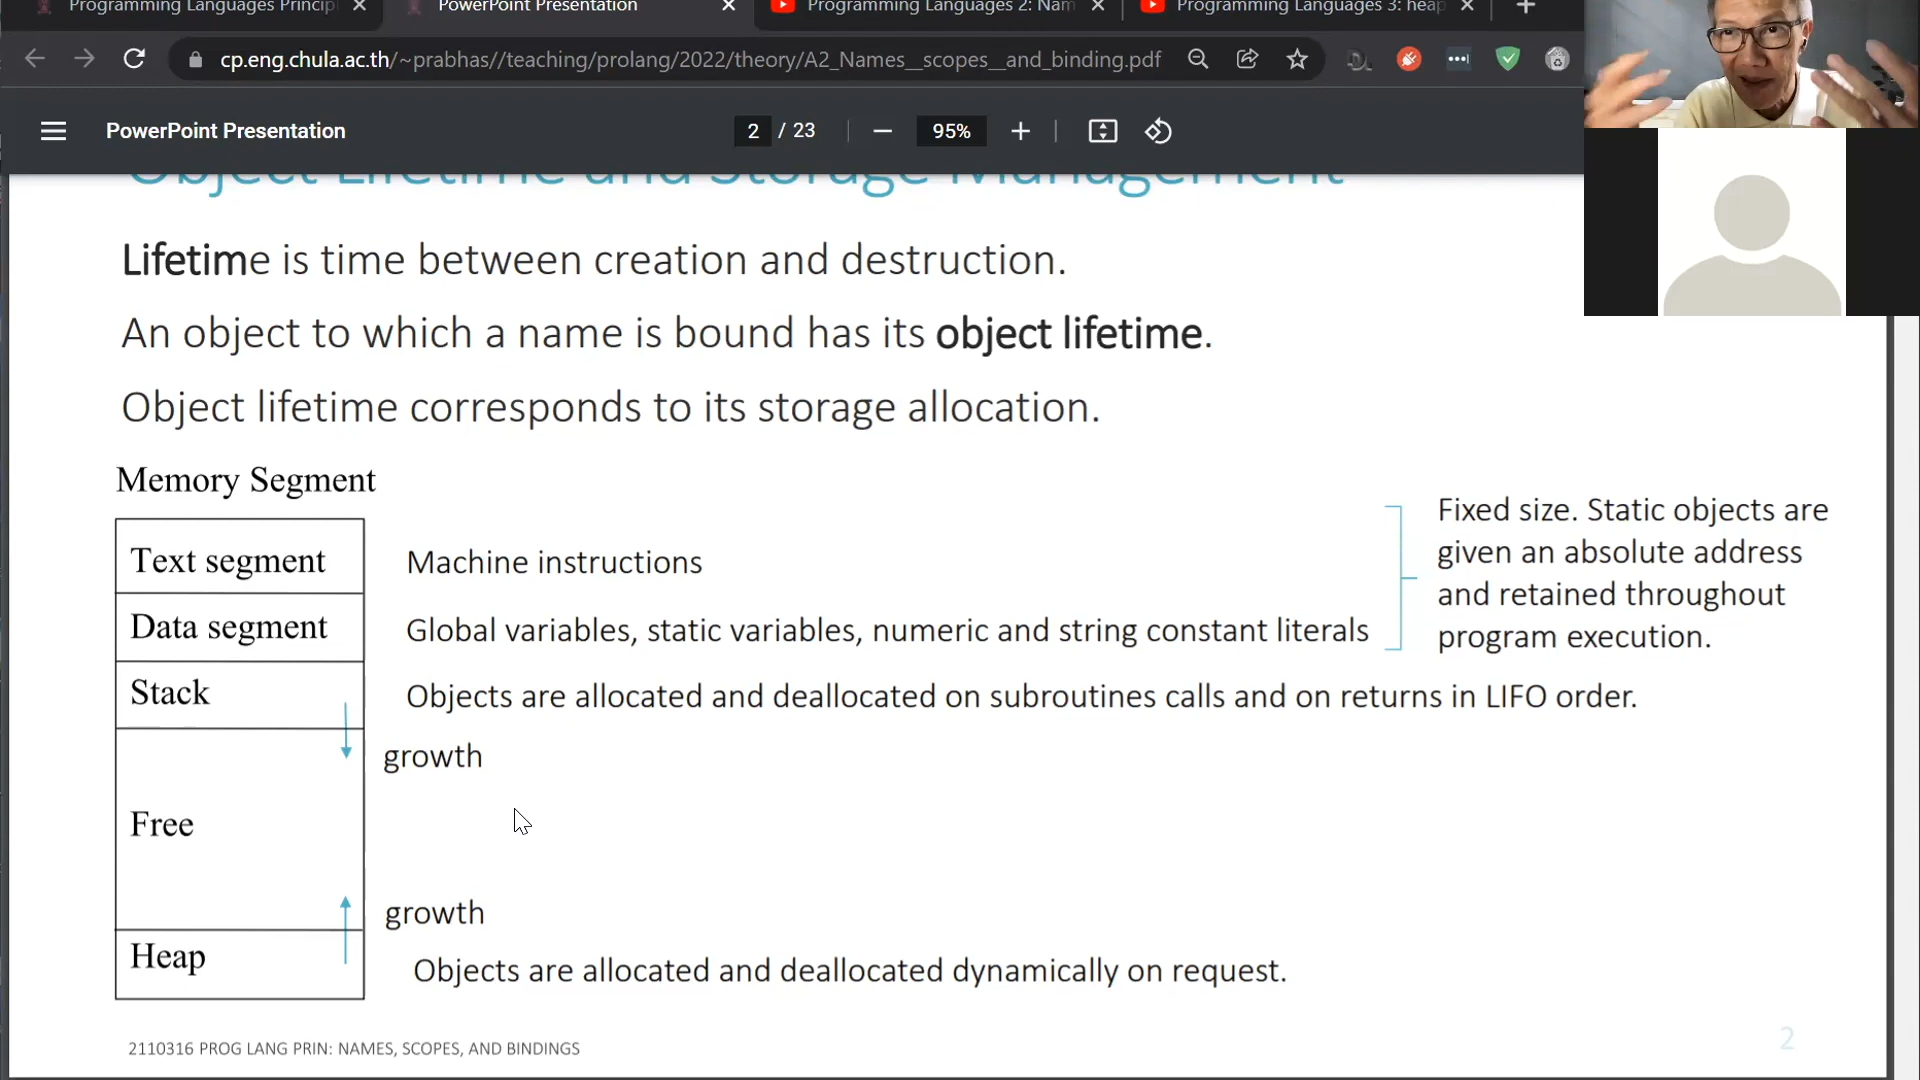 Programming Languages Princip
PowerPoint Presentation
Programming Languages 2: Nam
Programming Languages 3: heap
cp.eng.chula.ac.th/~prabhas//teaching/prolang/2022/theory/A2_Names__scopes__and_binding.pdf
PowerPoint Presentation
2 / 23
95%
Object Lifetime and Storage Management
Lifetime is time between creation and destruction.
An object to which a name is bound has its object lifetime.
Object lifetime corresponds to its storage allocation.
Memory Segment
Text segment
Machine instructions
Data segment
Global variables, static variables, numeric and string constant literals
Fixed size. Static objects are
given an absolute address
and retained throughout
program execution.
Stack
Objects are allocated and deallocated on subroutines calls and on returns in LIFO order.
growth
Free
growth
Heap
Objects are allocated and deallocated dynamically on request.
2110316 PROG LANG PRIN: NAMES, SCOPES, AND BINDINGS
2